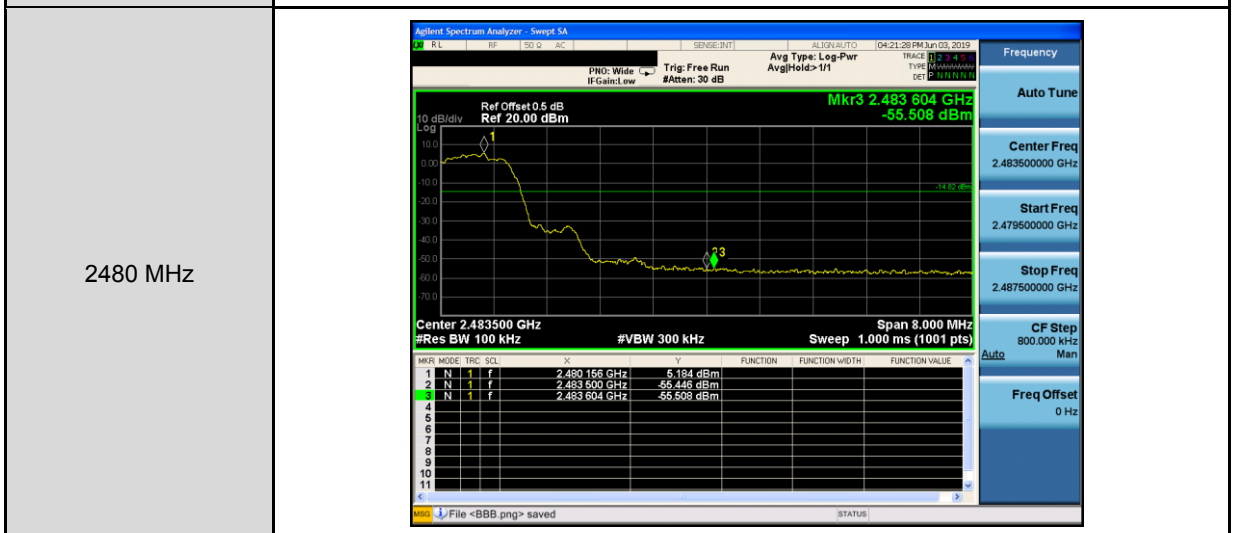 2480 MHz
Agilent Spectrum Analyzer - Swept SA
RL RF 50 Ω AC SENSE:INT ALIGN AUTO 04:21:28 PM Jun 03, 2019
PNO: Wide Trig: Free Run Avg Type: Log-Pwr TRACE 1 2 3 4 5 6
IFGain:Low #Atten: 30 dB Avg|Hold:>1/1 TYPE M
DET P N N N N N
Mkr3 2.483 604 GHz
-55.508 dBm
Ref Offset 0.5 dB
10 dB/div Ref 20.00 dBm
Log
10.0
0.00
-10.0
-20.0
-30.0
-40.0
-50.0
-60.0
-70.0
1
23
-14.82 dBm
Center 2.483500 GHz Span 8.000 MHz
#Res BW 100 kHz #VBW 300 kHz Sweep 1.000 ms (1001 pts)
MKR MODE TRC SCL X Y FUNCTION FUNCTION WIDTH FUNCTION VALUE
1 N 1 f 2.480 156 GHz 5.184 dBm
2 N 1 f 2.483 500 GHz -55.446 dBm
3 N 1 f 2.483 604 GHz -55.508 dBm
4
5
6
7
8
9
10
11
MSG File <BBB.png> saved STATUS
Frequency
Auto Tune
Center Freq
2.483500000 GHz
Start Freq
2.479500000 GHz
Stop Freq
2.487500000 GHz
CF Step
800.000 kHz
Auto Man
Freq Offset
0 Hz